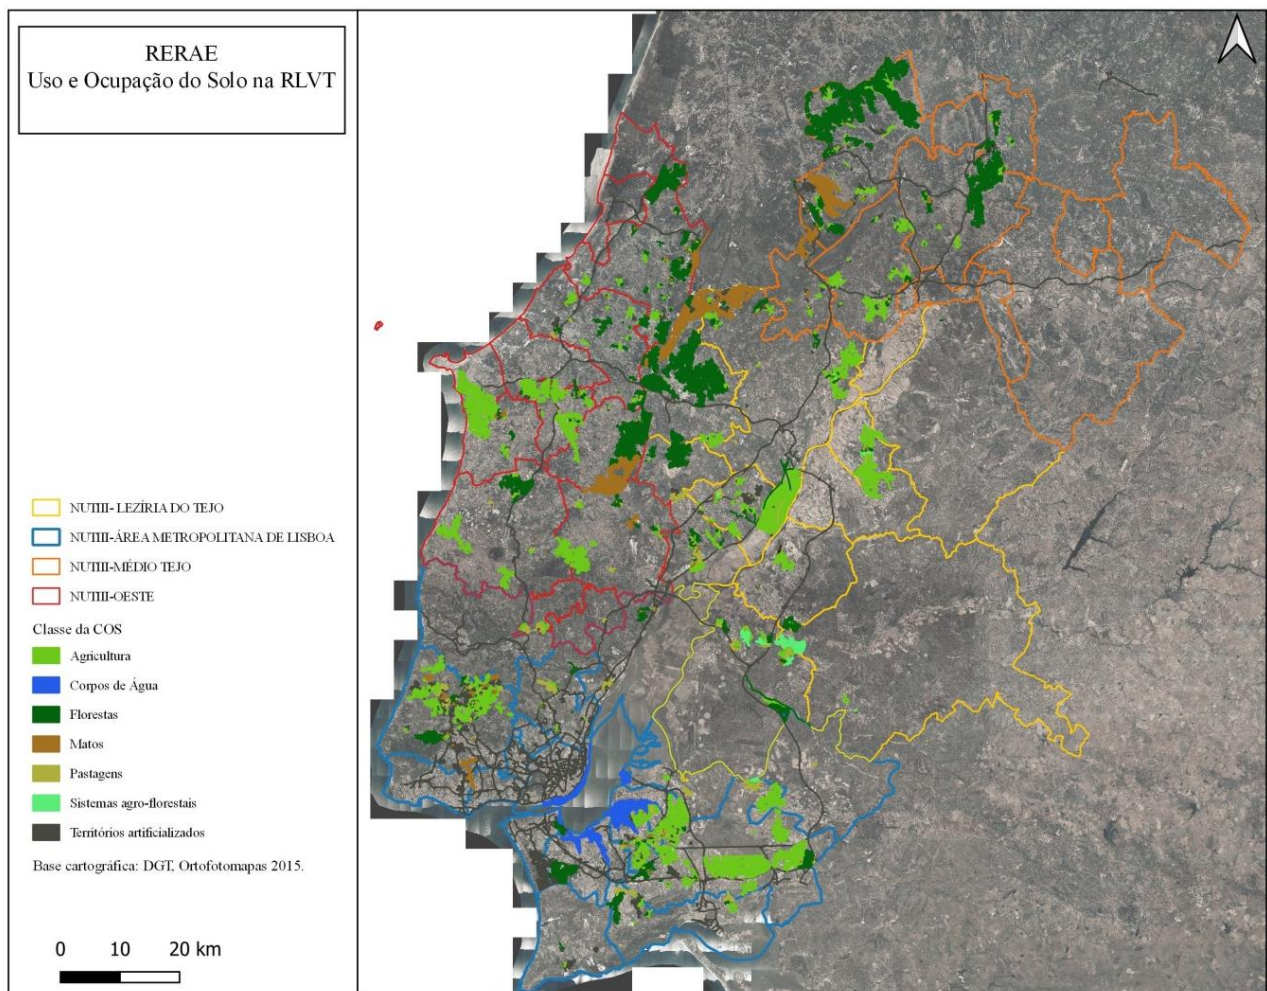 RERAE
Uso e Ocupação do Solo na RLVT
NUTIII- LEZÍRIA DO TEJO
NUTIII-ÁREA METROPOLITANA DE LISBOA
NUTIII-MÉDIO TEJO
NUTIII-OESTE
Classe da COS
Agricultura
Corpos de Água
Florestas
Matos
Pastagens
Sistemas agro-florestais
Territórios artificializados
Base cartográfica: DGT, Ortofotomapas 2015.
0 10 20 km